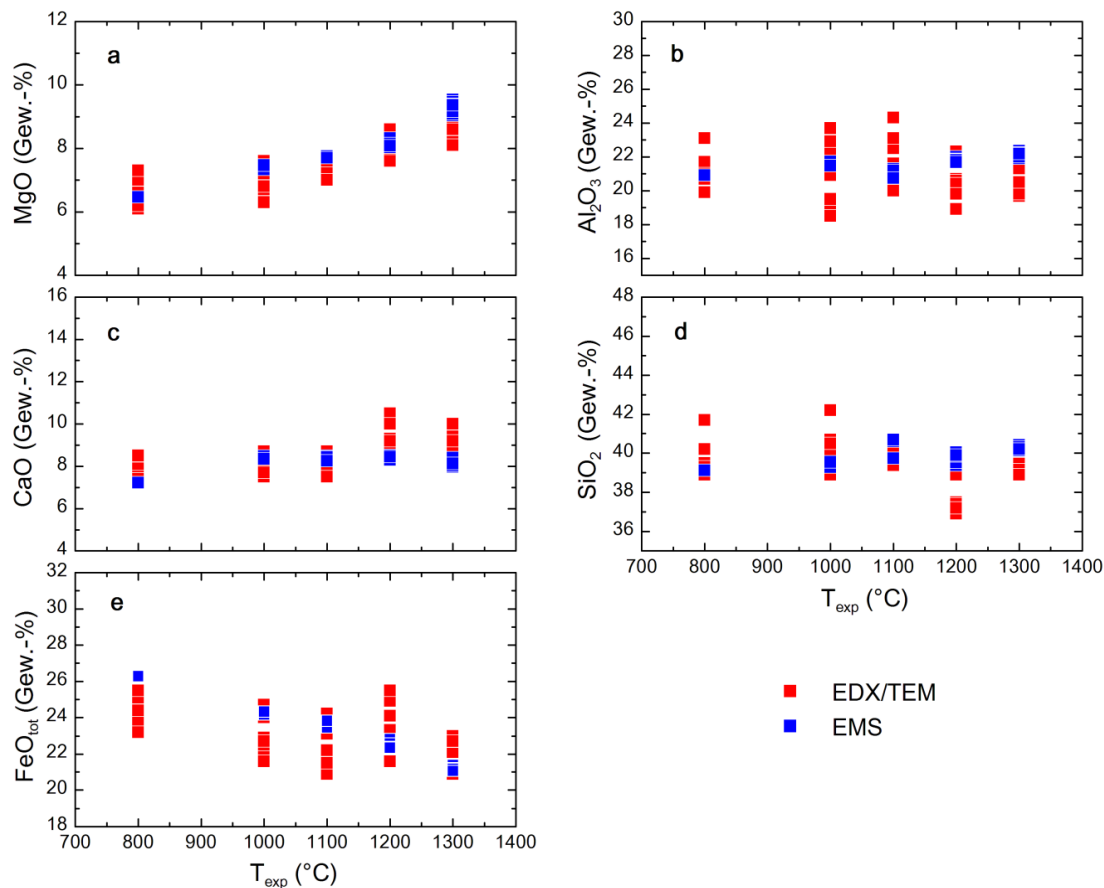 a
MgO (Gew.-%)
12
10
8
6
4
b
Al₂O₃ (Gew.-%)
30
28
26
24
22
20
18
16
c
CaO (Gew.-%)
16
14
12
10
8
6
4
d
SiO₂ (Gew.-%)
48
46
44
42
40
38
36
700 800 900 1000 1100 1200 1300 1400
T_exp (°C)
e
FeO_tot (Gew.-%)
32
30
28
26
24
22
20
18
700 800 900 1000 1100 1200 1300 1400
T_exp (°C)
EDX/TEM
EMS